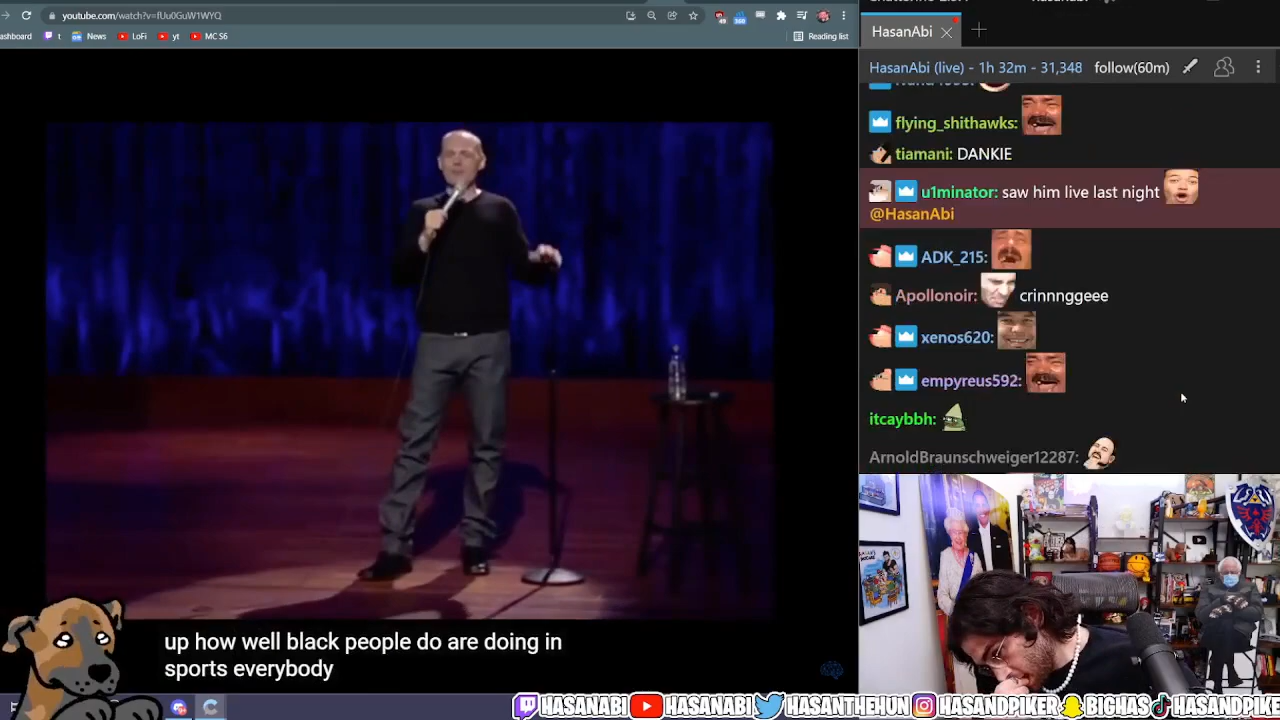 youtube.com/watch?v=fUu0GuW1WYQ
ashboard
t
News
LoFi
yt
MC S6
Reading list
HasanAbi
HasanAbi (live) - 1h 32m - 31,348
follow(60m)
flying_shithawks:
tiamani: DANKIE
u1minator: saw him live last night
@HasanAbi
ADK_215:
Apollonoir: crinnnggeee
xenos620:
empyreus592:
itcaybbh:
ArnoldBraunschweiger12287:
up how well black people do are doing in
sports everybody
HASANABI HASANABI HASANTHEHUN HASANDPIKER BIGHAS HASANDPIKE